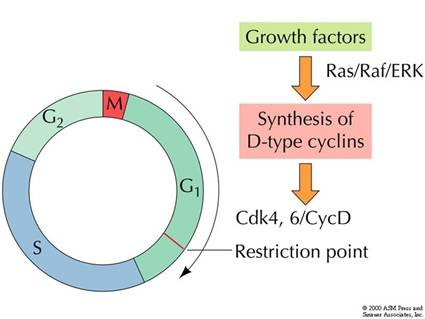 Growth factors
Ras/Raf/ERK
Synthesis of
D-type cyclins
Cdk4, 6/CycD
Restriction point
M
G2
G1
S
© 2000 ASM Press and
Sinauer Associates, Inc.